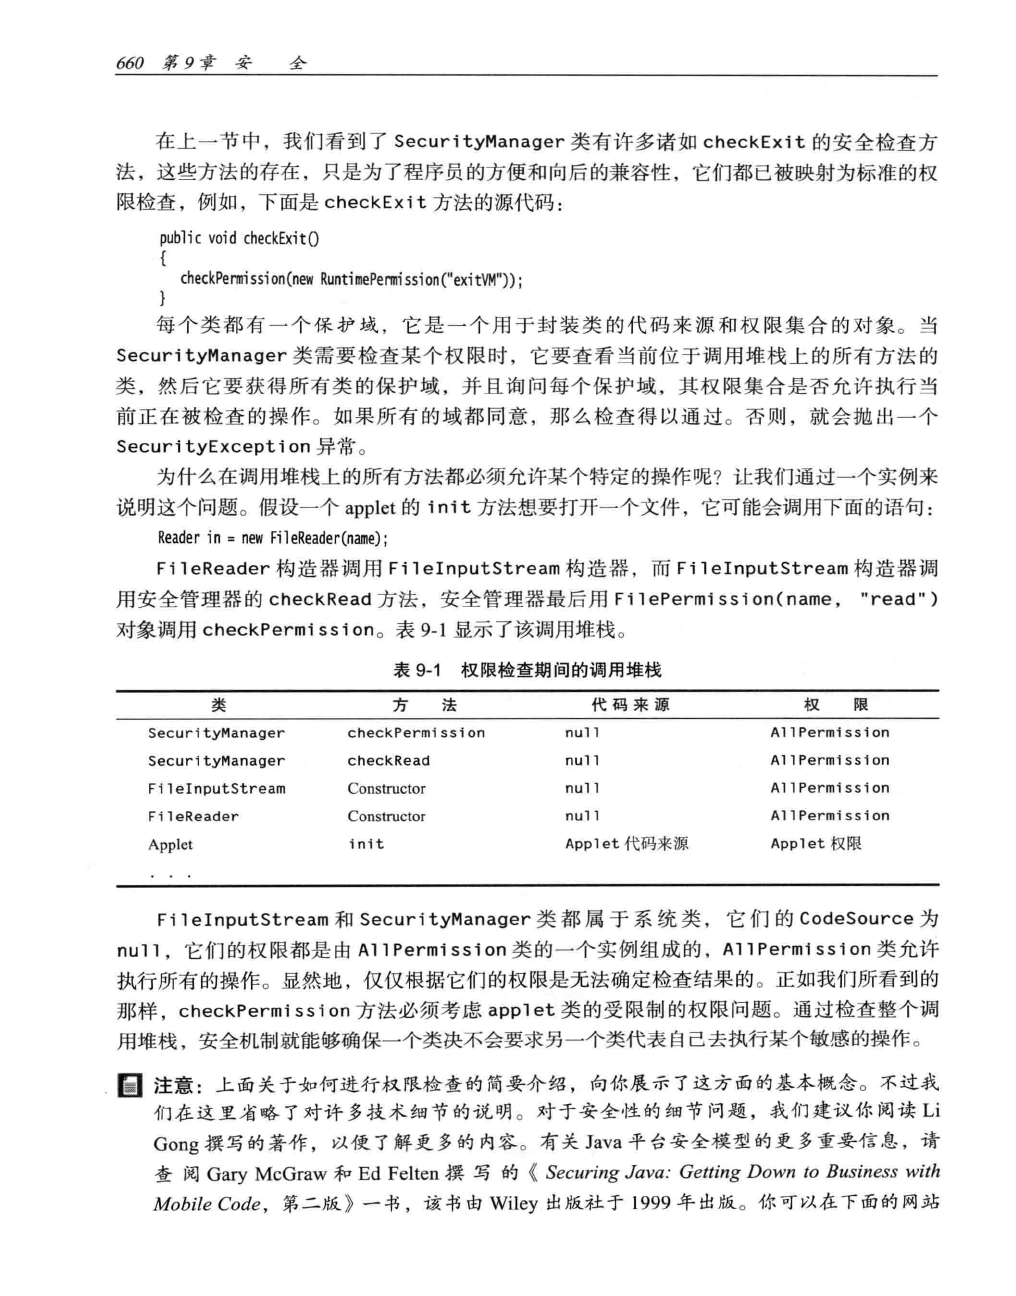 660 第9章 安 全
在上一节中，我们看到了 SecurityManager 类有许多诸如 checkExit 的安全检查方
法，这些方法的存在，只是为了程序员的方便和向后的兼容性，它们都已被映射为标准的权
限检查，例如，下面是 checkExit 方法的源代码：
public void checkExit()
{
checkPermission(new RuntimePermission("exitVM"));
}
每个类都有一个保护域，它是一个用于封装类的代码来源和权限集合的对象。当
SecurityManager 类需要检查某个权限时，它要查看当前位于调用堆栈上的所有方法的
类，然后它要获得所有类的保护域，并且询问每个保护域，其权限集合是否允许执行当
前正在被检查的操作。如果所有的域都同意，那么检查得以通过。否则，就会抛出一个
SecurityException 异常。
为什么在调用堆栈上的所有方法都必须允许某个特定的操作呢？让我们通过一个实例来
说明这个问题。假设一个 applet 的 init 方法想要打开一个文件，它可能会调用下面的语句：
Reader in = new FileReader(name);
FileReader 构造器调用 FileInputStream 构造器，而 FileInputStream 构造器调
用安全管理器的 checkRead 方法，安全管理器最后用 FilePermission(name, "read")
对象调用 checkPermission。表 9-1 显示了该调用堆栈。
表 9-1 权限检查期间的调用堆栈
类 方 法 代码来源 权 限
SecurityManager checkPermission null AllPermission
SecurityManager checkRead null AllPermission
FileInputStream Constructor null AllPermission
FileReader Constructor null AllPermission
Applet init Applet 代码来源 Applet 权限
. . .
FileInputStream 和 SecurityManager 类都属于系统类，它们的 CodeSource 为
null，它们的权限都是由 AllPermission 类的一个实例组成的，AllPermission 类允许
执行所有的操作。显然地，仅仅根据它们的权限是无法确定检查结果的。正如我们所看到的
那样，checkPermission 方法必须考虑 applet 类的受限制的权限问题。通过检查整个调
用堆栈，安全机制就能够确保一个类决不会要求另一个类代表自己去执行某个敏感的操作。
注意：上面关于如何进行权限检查的简要介绍，向你展示了这方面的基本概念。不过我
们在这里省略了对许多技术细节的说明。对于安全性的细节问题，我们建议你阅读 Li
Gong 撰写的著作，以便了解更多的内容。有关 Java 平台安全模型的更多重要信息，请
查 阅 Gary McGraw 和 Ed Felten 撰 写 的《 Securing Java: Getting Down to Business with
Mobile Code，第二版》一书，该书由 Wiley 出版社于 1999 年出版。你可以在下面的网站